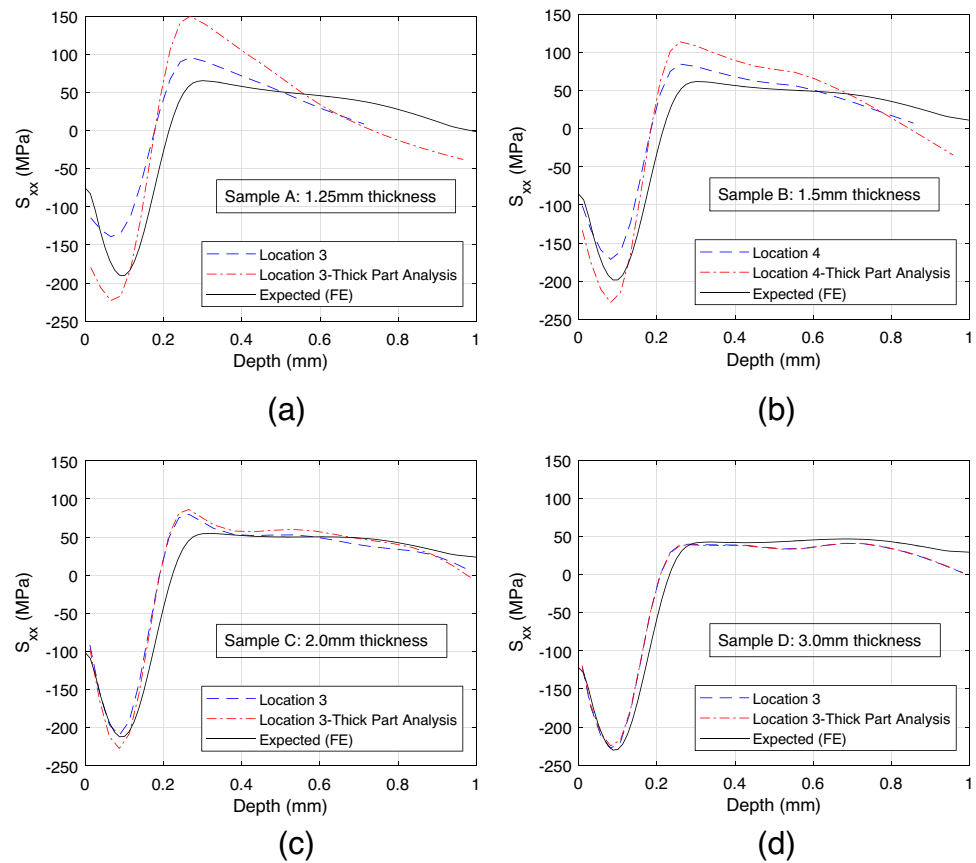 150
100
50
0
-50
-100
-150
-200
-250
S_xx (MPa)
Sample A: 1.25mm thickness
Location 3
Location 3-Thick Part Analysis
Expected (FE)
0 0.2 0.4 0.6 0.8 1
Depth (mm)
(a)
150
100
50
0
-50
-100
-150
-200
-250
S_xx (MPa)
Sample B: 1.5mm thickness
Location 4
Location 4-Thick Part Analysis
Expected (FE)
0 0.2 0.4 0.6 0.8 1
Depth (mm)
(b)
150
100
50
0
-50
-100
-150
-200
-250
S_xx (MPa)
Sample C: 2.0mm thickness
Location 3
Location 3-Thick Part Analysis
Expected (FE)
0 0.2 0.4 0.6 0.8 1
Depth (mm)
(c)
150
100
50
0
-50
-100
-150
-200
-250
S_xx (MPa)
Sample D: 3.0mm thickness
Location 3
Location 3-Thick Part Analysis
Expected (FE)
0 0.2 0.4 0.6 0.8 1
Depth (mm)
(d)